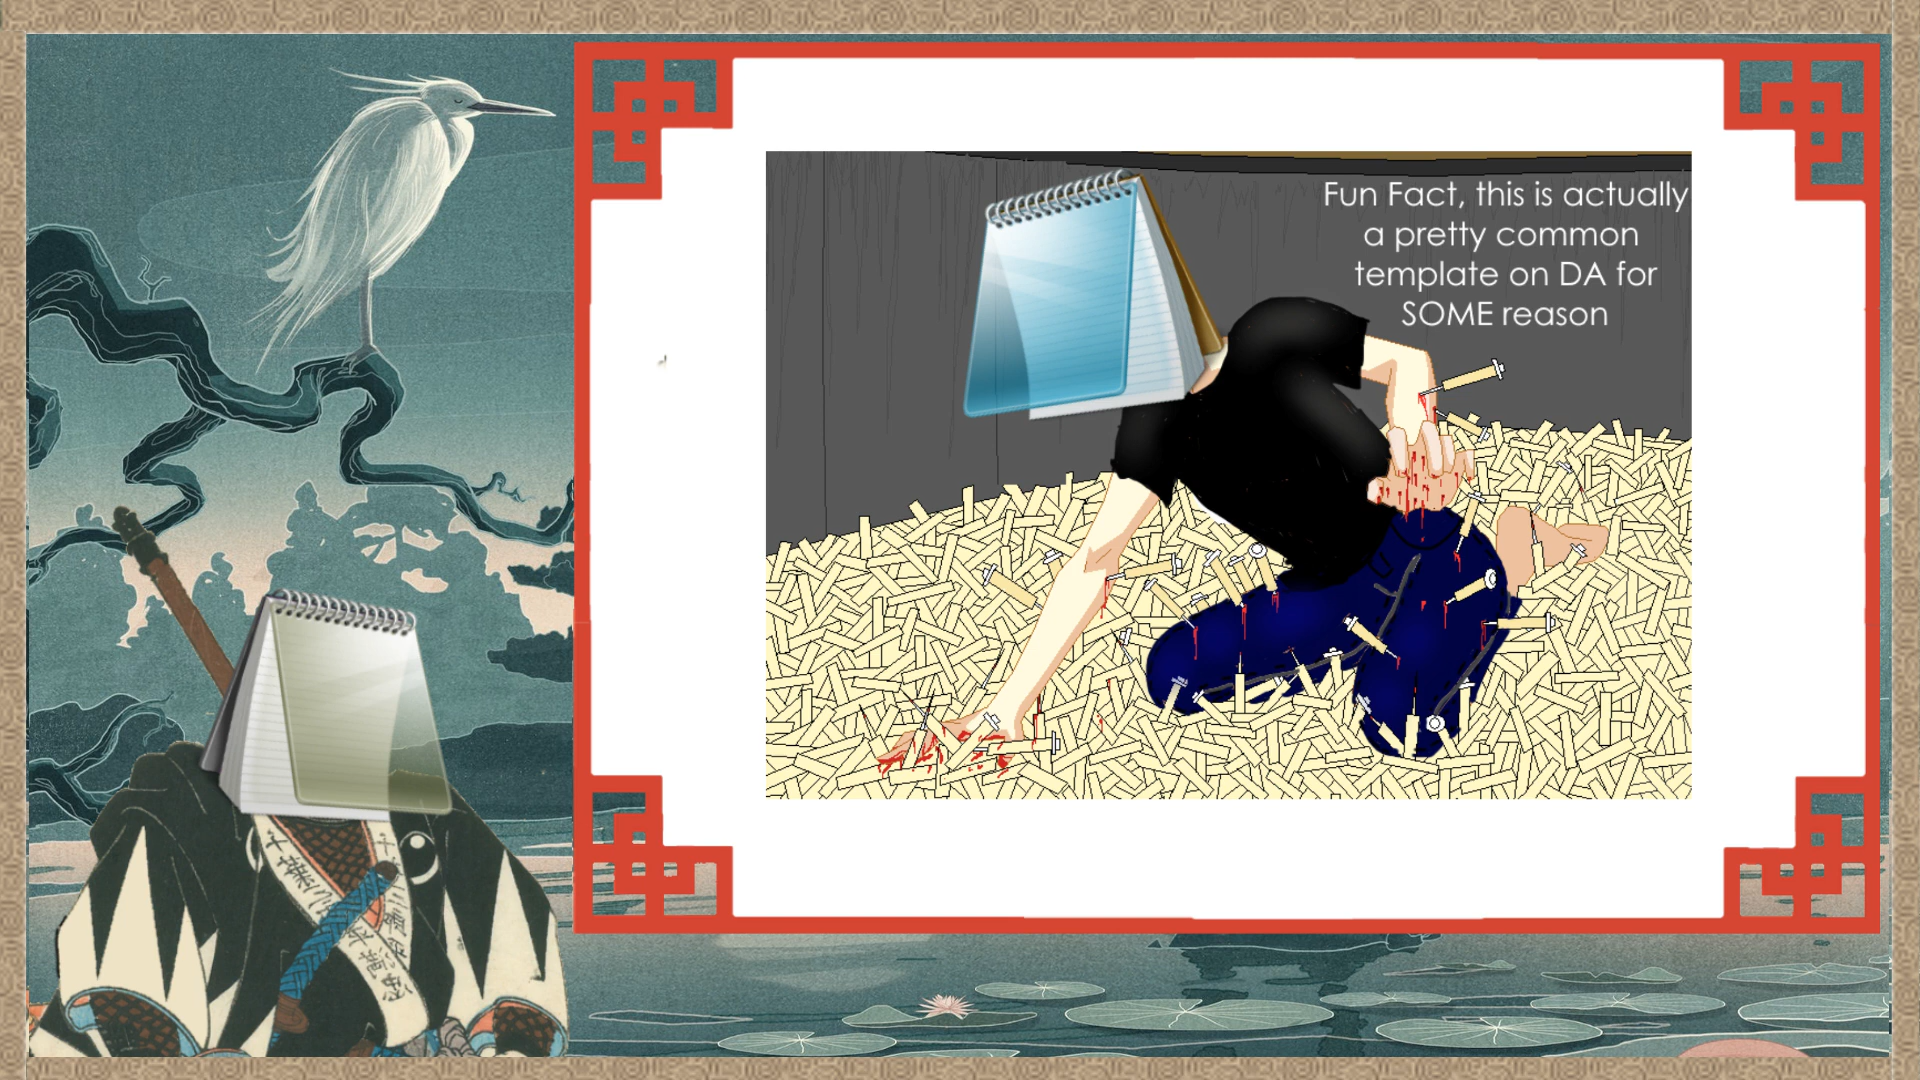 Fun Fact, this is actually
a pretty common
template on DA for
SOME reason